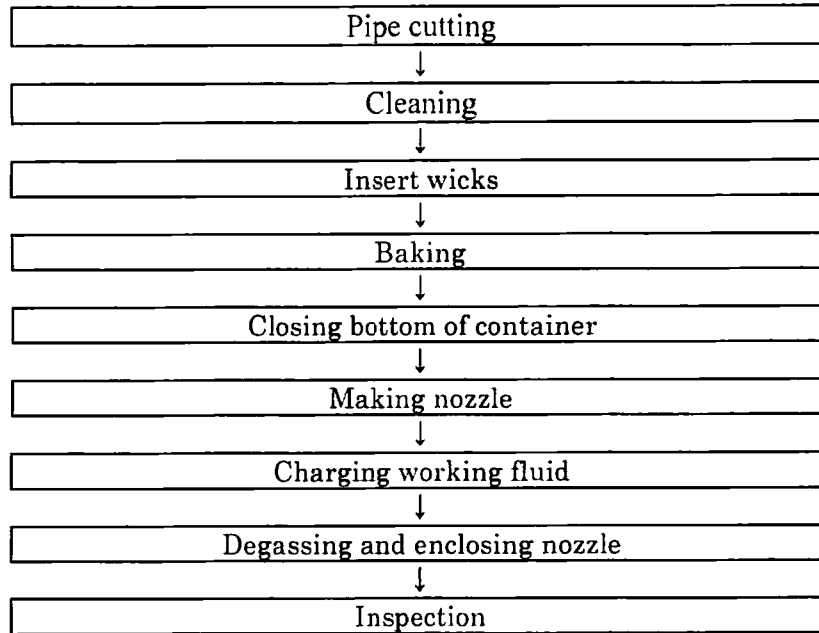 Pipe cutting
↓
Cleaning
↓
Insert wicks
↓
Baking
↓
Closing bottom of container
↓
Making nozzle
↓
Charging working fluid
↓
Degassing and enclosing nozzle
↓
Inspection